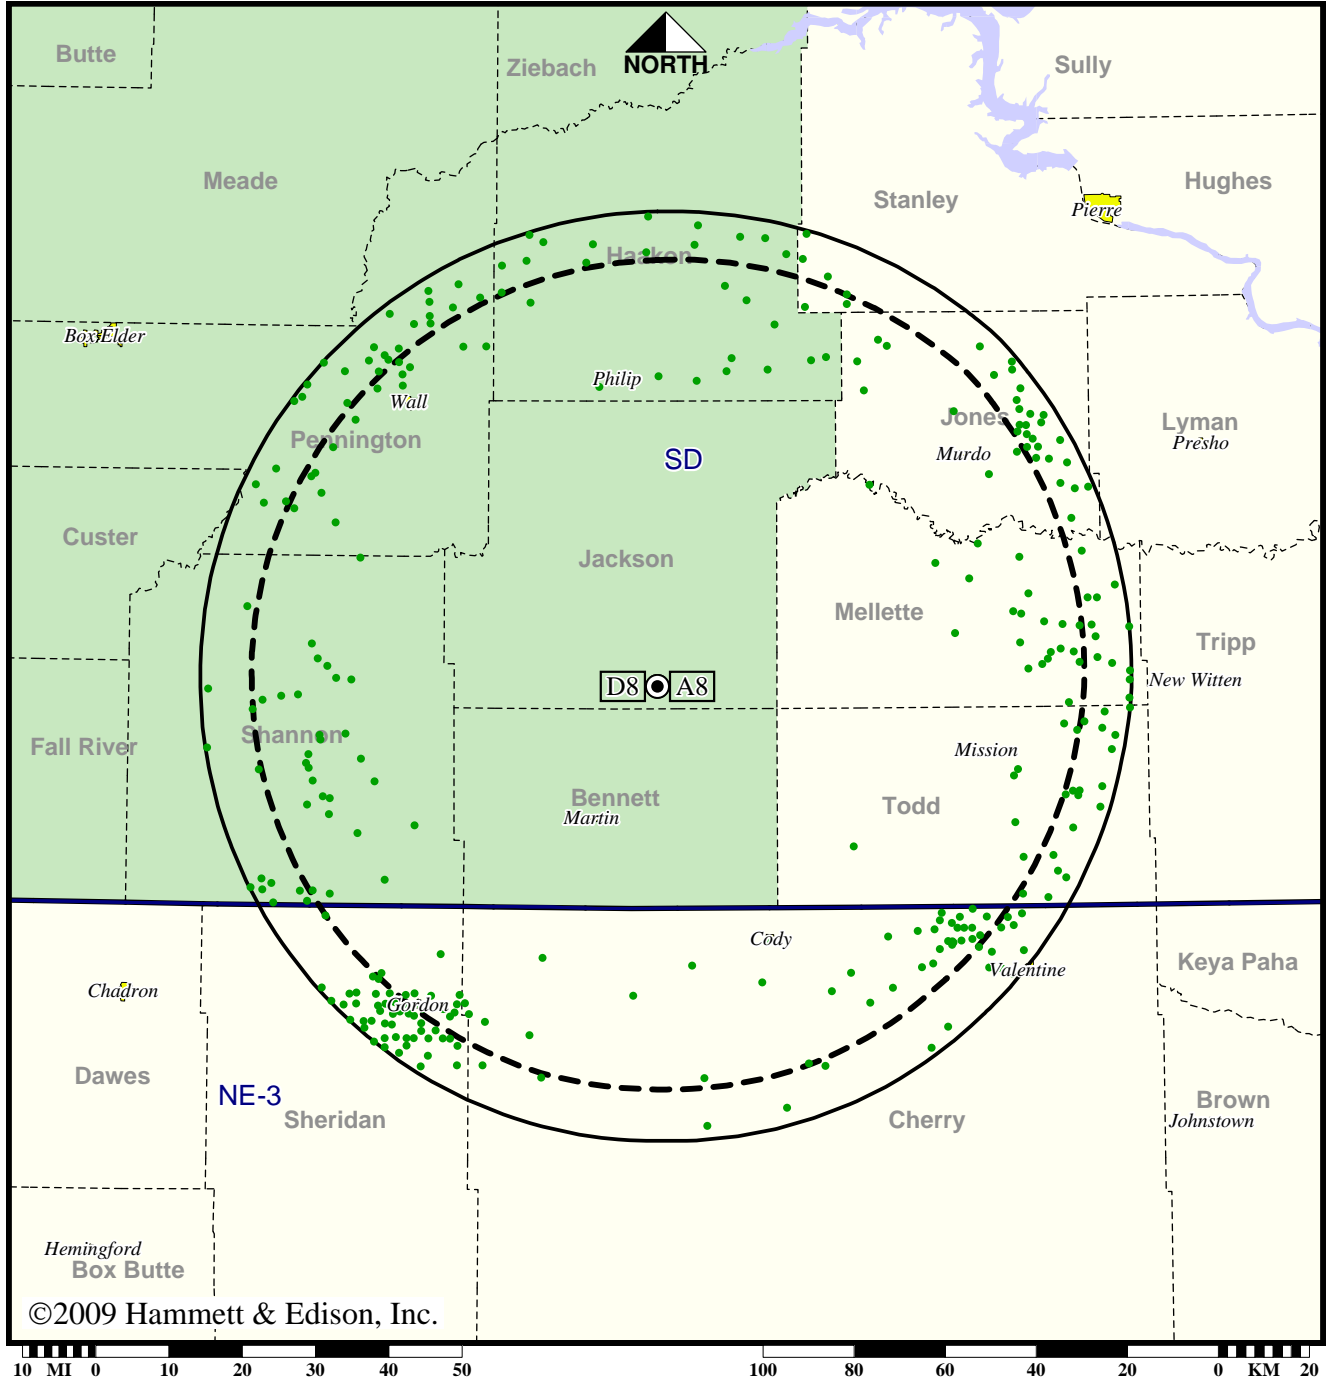 Butte
Ziebach
NORTH
Sully
Meade
Stanley
Hughes
Pierre
Haakon
Box Elder
Philip
Wall
Pennington
Jones
Lyman
Presho
Murdo
SD
Custer
Jackson
Mellette
Tripp
New Witten
D8 A8
Shannon
Fall River
Mission
Bennett
Martin
Todd
Cody
Valentine
Keya Paha
Chadron
Gordon
Dawes
NE-3
Sheridan
Cherry
Brown
Johnstown
Hemingford
Box Butte
©2009 Hammett & Edison, Inc.
10 MI 0 10 20 30 40 50 100 80 60 40 20 0 KM 20